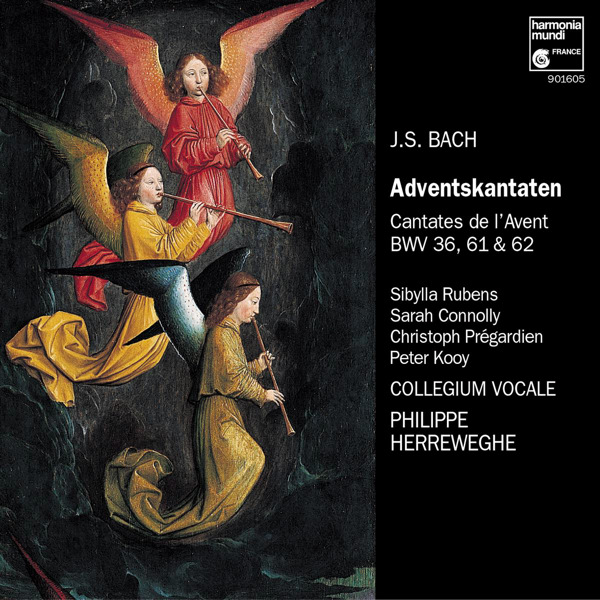 harmonia
mundi
FRANCE
901605
J.S. BACH
Adventskantaten
Cantates de l'Avent
BWV 36, 61 & 62
Sibylla Rubens
Sarah Connolly
Christoph Prégardien
Peter Kooy
COLLEGIUM VOCALE
PHILIPPE
HERREWEGHE